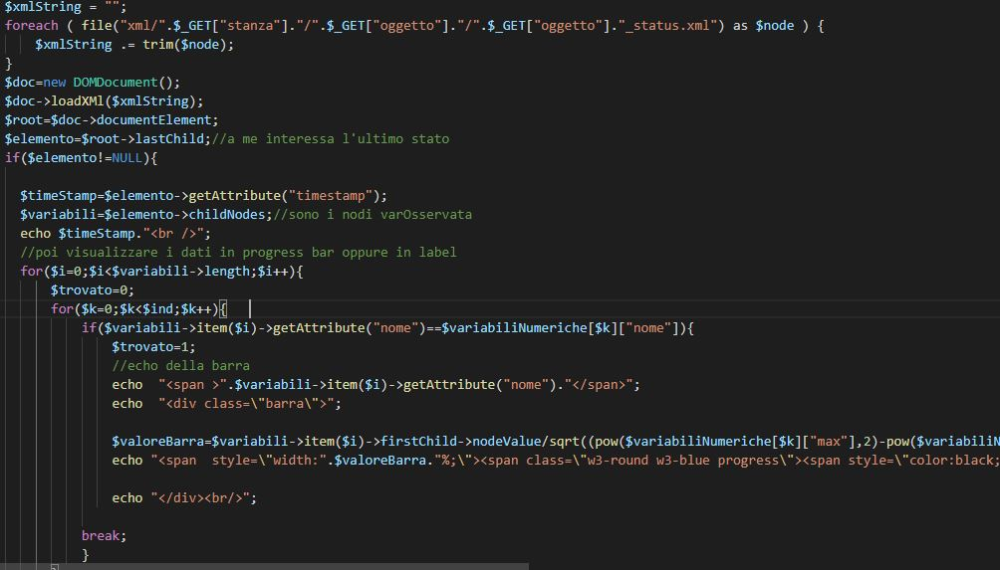 $xmlString = "";
foreach ( file("xml/".$_GET["stanza"]."/".$_GET["oggetto"]."/".$_GET["oggetto"]."_status.xml") as $node ) {
$xmlString .= trim($node);
}
$doc=new DOMDocument();
$doc->loadXMl($xmlString);
$root=$doc->documentElement;
$elemento=$root->lastChild;//a me interessa l'ultimo stato
if($elemento!=NULL){
$timeStamp=$elemento->getAttribute("timestamp");
$variabili=$elemento->childNodes;//sono i nodi varOsservata
echo $timeStamp."<br />";
//poi visualizzare i dati in progress bar oppure in label
for($i=0;$i<$variabili->length;$i++){
$trovato=0;
for($k=0;$k<$ind;$k++){
if($variabili->item($i)->getAttribute("nome")==$variabiliNumeriche[$k]["nome"]){
$trovato=1;
//echo della barra
echo  "<span >".$variabili->item($i)->getAttribute("nome")."</span>";
echo  "<div class=\"barra\">";
$valoreBarra=$variabili->item($i)->firstChild->nodeValue/sqrt((pow($variabiliNumeriche[$k]["max"],2)-pow($variabiliN
echo "<span  style=\"width:".$valoreBarra."%;\"><span class=\"w3-round w3-blue progress\"><span style=\"color:black;
echo "</div><br/>";
break;
}